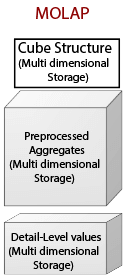 MOLAP
Cube Structure
(Multi dimensional
Storage)
Preprocessed
Aggregates
(Multi dimensional
Storage)
Detail-Level values
(Multi dimensional
Storage)